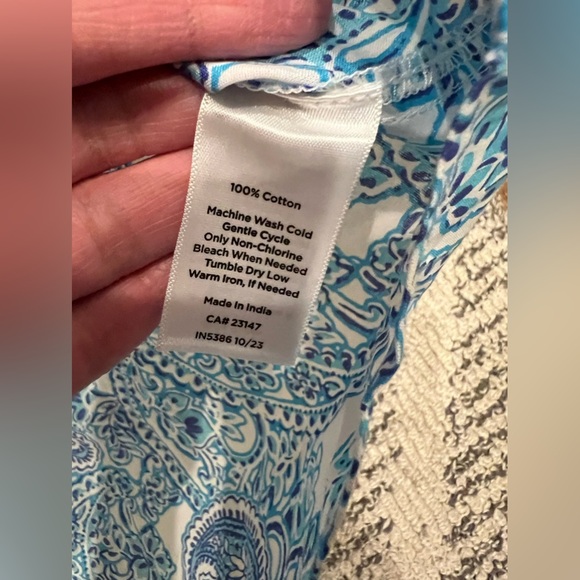 100% Cotton
Machine Wash Cold
Gentle Cycle
Only Non-Chlorine
Bleach When Needed
Tumble Dry Low
Warm Iron, If Needed
Made In India
CA# 23147
IN5386 10/23